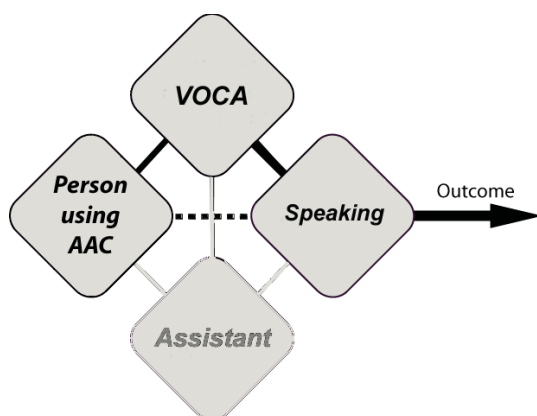 VOCA
Person
using
AAC
Speaking
Outcome
Assistant